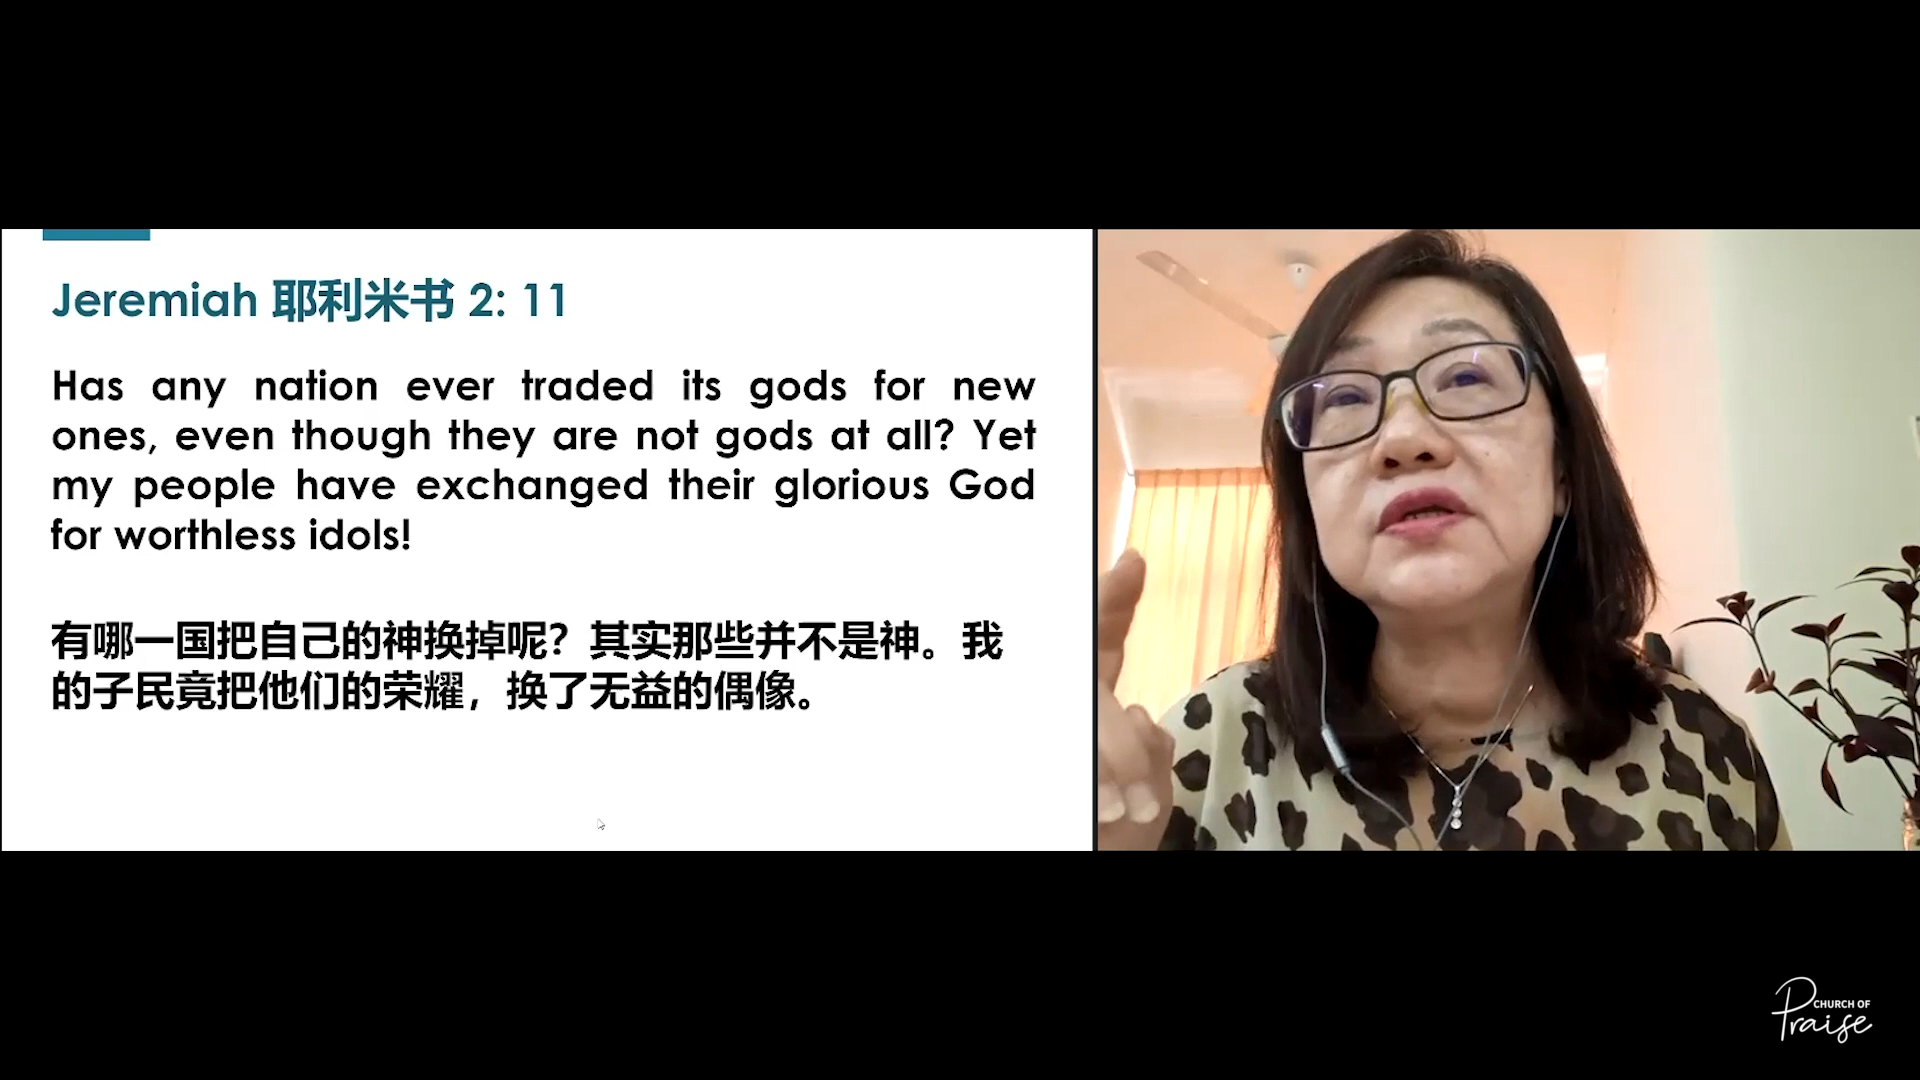 Jeremiah 耶利米书 2: 11
Has any nation ever traded its gods for new
ones, even though they are not gods at all? Yet
my people have exchanged their glorious God
for worthless idols!
有哪一国把自己的神换掉呢？其实那些并不是神。我
的子民竟把他们的荣耀，换了无益的偶像。
CHURCH OF
Praise